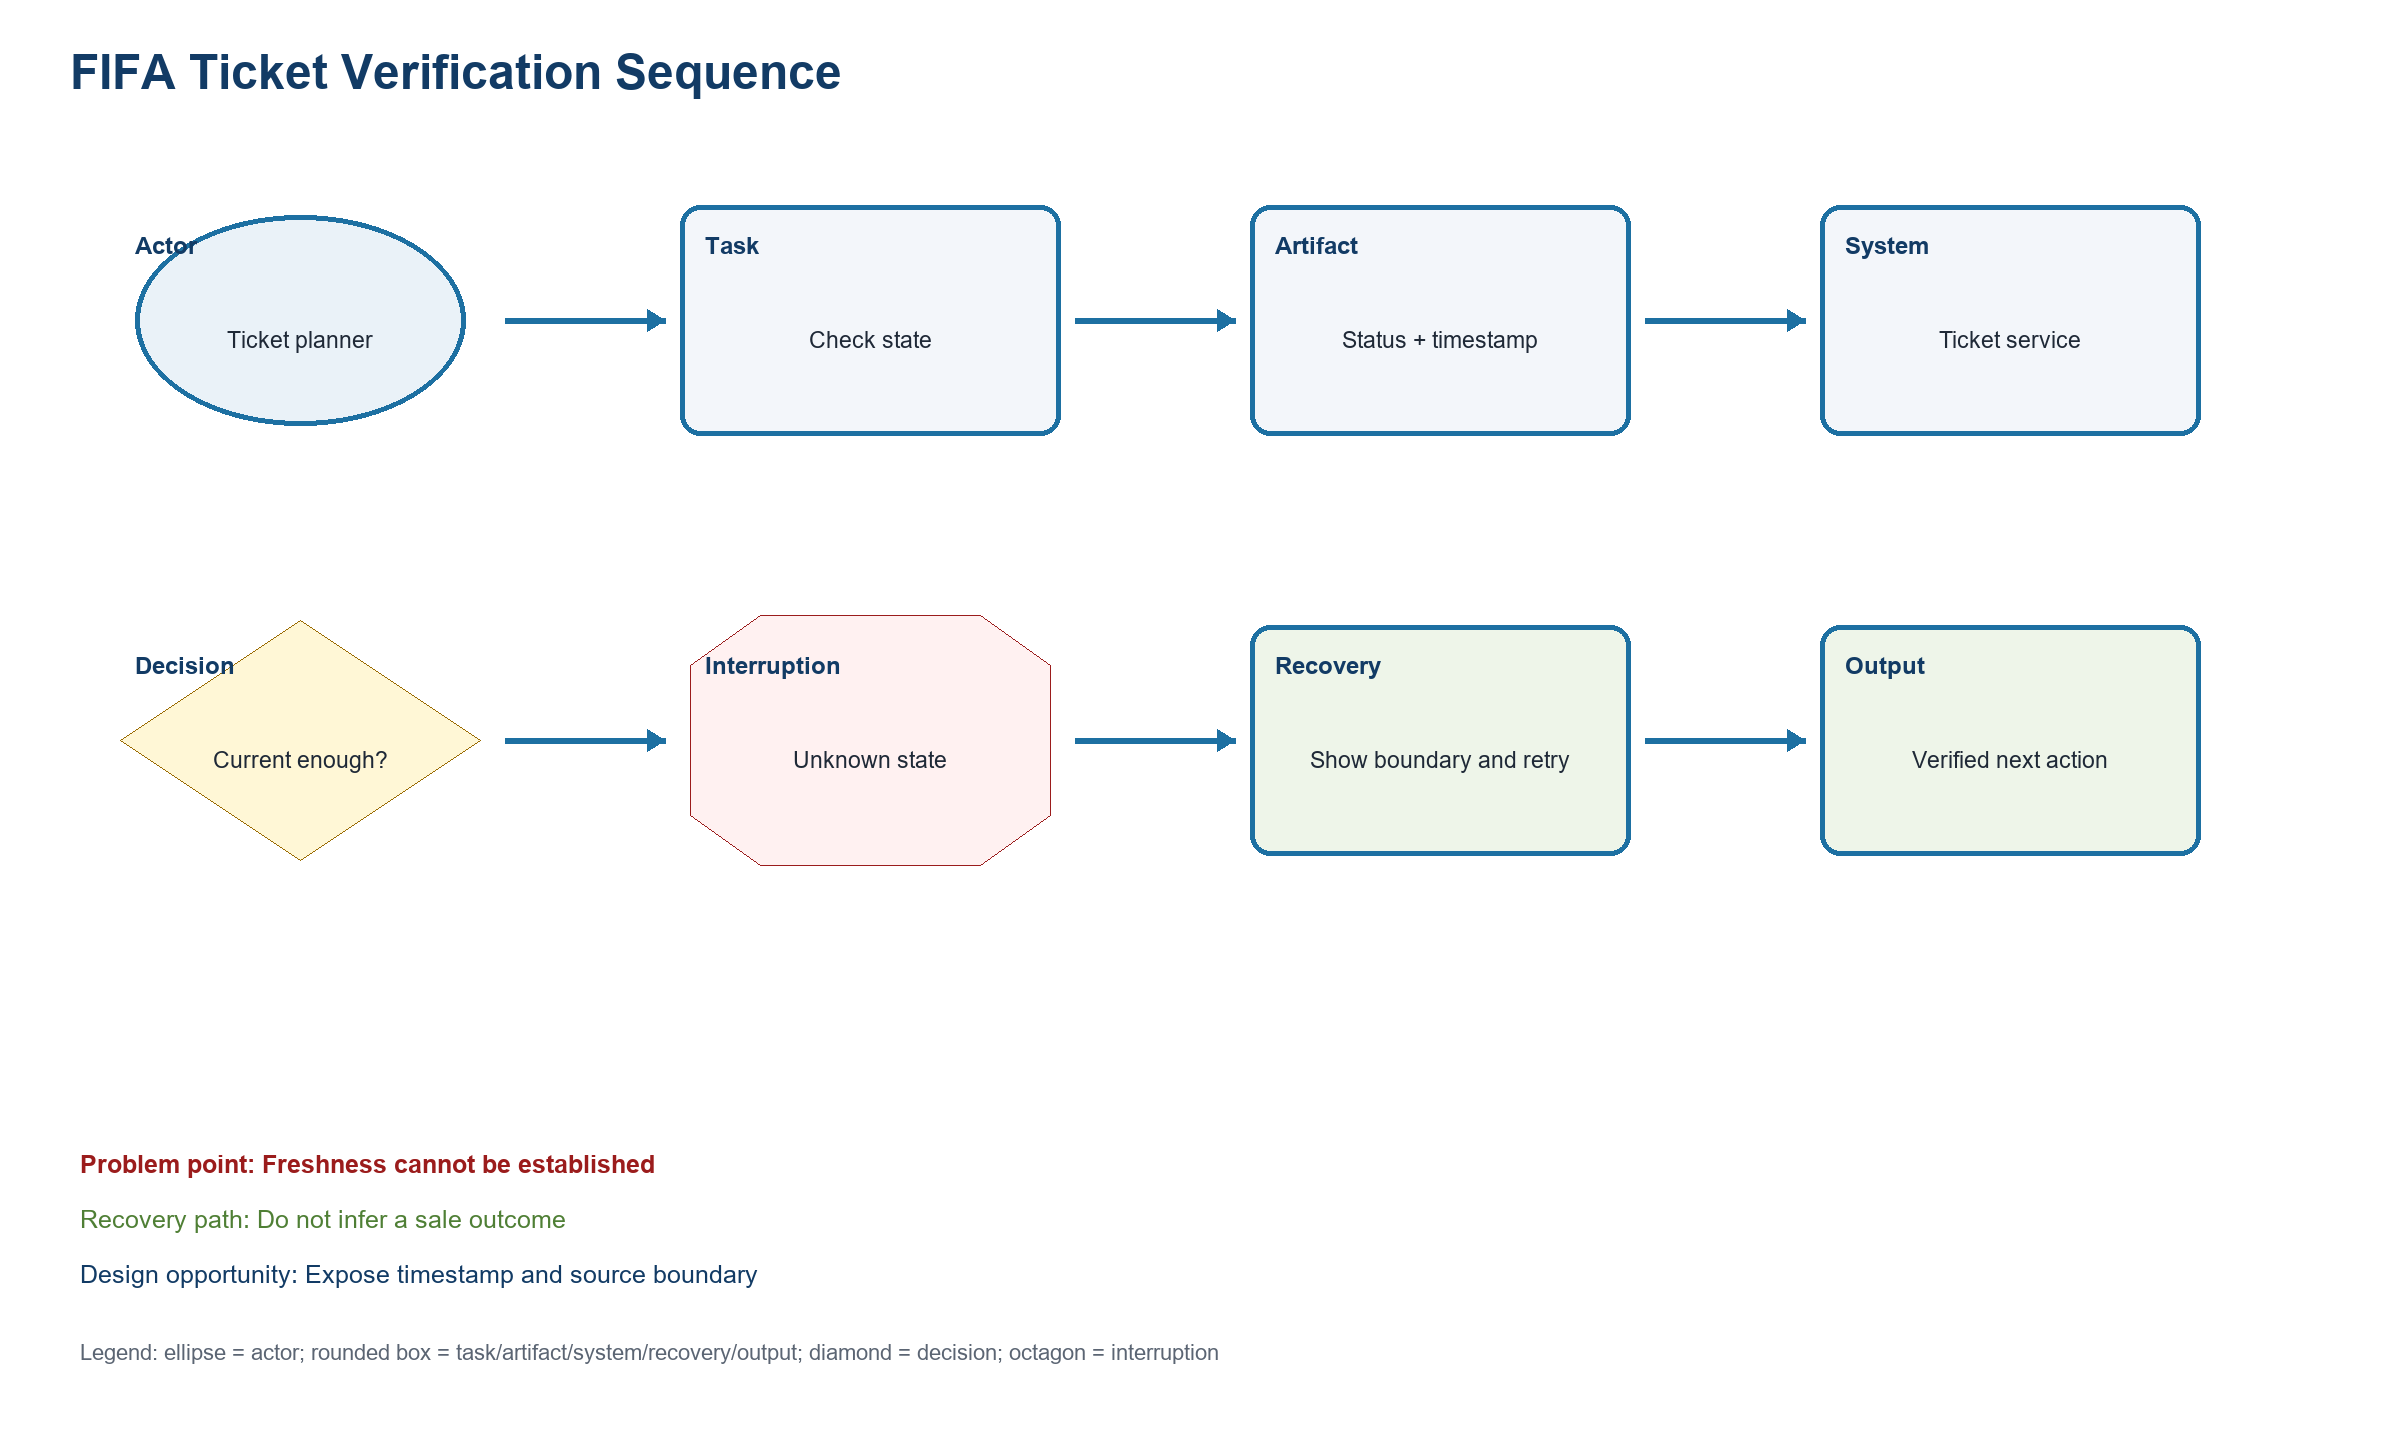 FIFA Ticket Verification Sequence
Actor
Ticket planner
Task
Check state
Artifact
Status + timestamp
System
Ticket service
Decision
Current enough?
Interruption
Unknown state
Recovery
Show boundary and retry
Output
Verified next action
Problem point: Freshness cannot be established
Recovery path: Do not infer a sale outcome
Design opportunity: Expose timestamp and source boundary
Legend: ellipse = actor; rounded box = task/artifact/system/recovery/output; diamond = decision; octagon = interruption